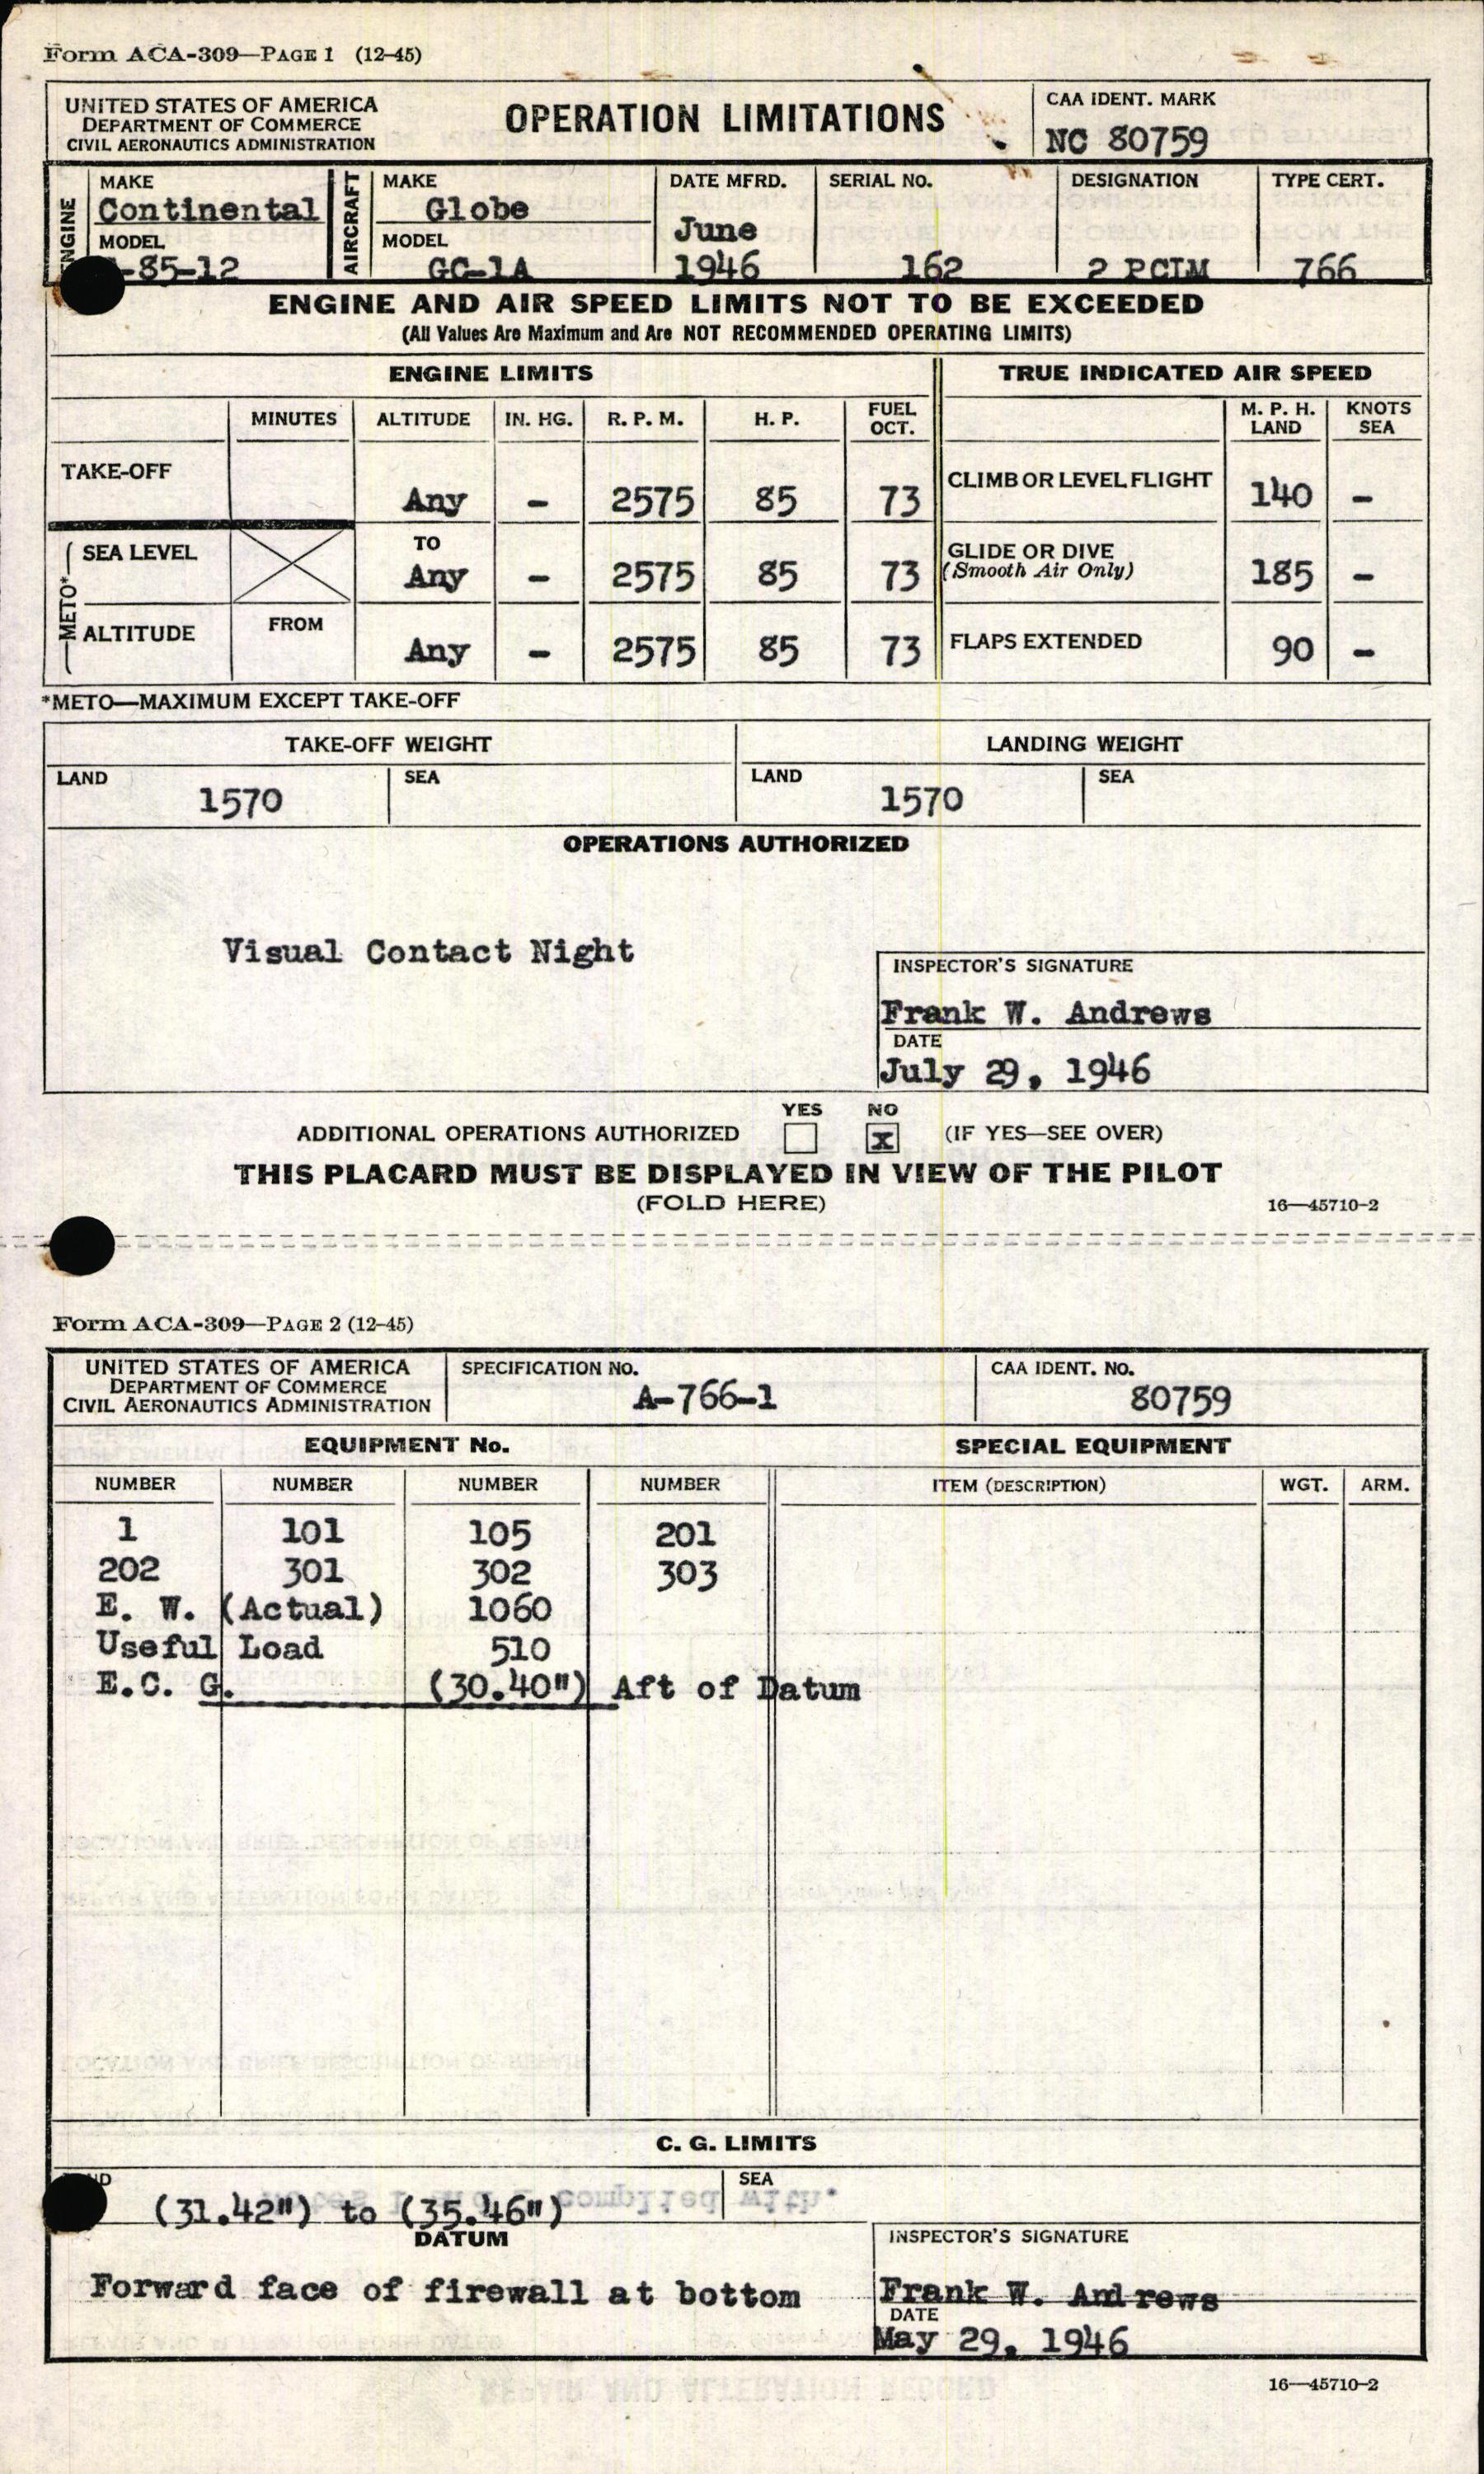 Form ACA-309—PAGE 1 (12-45)
UNITED STATES OF AMERICA
DEPARTMENT OF COMMERCE
CIVIL AERONAUTICS ADMINISTRATION
OPERATION LIMITATIONS
CAA IDENT. MARK
NC 80759
ENGINE
MAKE
Continental
MODEL
-85-12
AIRCRAFT
MAKE
Globe
MODEL
GC-1A
DATE MFRD.
June
1946
SERIAL NO.
162
DESIGNATION
2 PCLM
TYPE CERT.
766
ENGINE AND AIR SPEED LIMITS NOT TO BE EXCEEDED
(All Values Are Maximum and Are NOT RECOMMENDED OPERATING LIMITS)
ENGINE LIMITS TRUE INDICATED AIR SPEED
MINUTES ALTITUDE IN. HG. R. P. M. H. P. FUEL OCT. M. P. H. LAND KNOTS SEA
TAKE-OFF Any - 2575 85 73 CLIMB OR LEVEL FLIGHT 140 -
METO*
SEA LEVEL TO Any - 2575 85 73 GLIDE OR DIVE (Smooth Air Only) 185 -
ALTITUDE FROM Any - 2575 85 73 FLAPS EXTENDED 90 -
*METO—MAXIMUM EXCEPT TAKE-OFF
TAKE-OFF WEIGHT LANDING WEIGHT
LAND 1570 SEA LAND 1570 SEA
OPERATIONS AUTHORIZED
Visual Contact Night
INSPECTOR'S SIGNATURE
Frank W. Andrews
DATE
July 29, 1946
YES NO
ADDITIONAL OPERATIONS AUTHORIZED x (IF YES—SEE OVER)
THIS PLACARD MUST BE DISPLAYED IN VIEW OF THE PILOT
(FOLD HERE) 16—45710-2
Form ACA-309—PAGE 2 (12-45)
UNITED STATES OF AMERICA
DEPARTMENT OF COMMERCE
CIVIL AERONAUTICS ADMINISTRATION
SPECIFICATION NO.
A-766-1
CAA IDENT. NO.
80759
EQUIPMENT No. SPECIAL EQUIPMENT
NUMBER NUMBER NUMBER NUMBER ITEM (DESCRIPTION) WGT. ARM.
1 101 105 201
202 301 302 303
E. W. (Actual) 1060
Useful Load 510
E.C. G. (30.40") Aft of Datum
C. G. LIMITS
(31.42") to (35.46")
SEA
DATUM
Forward face of firewall at bottom
INSPECTOR'S SIGNATURE
Frank W. Andrews
DATE
May 29, 1946
16—45710-2